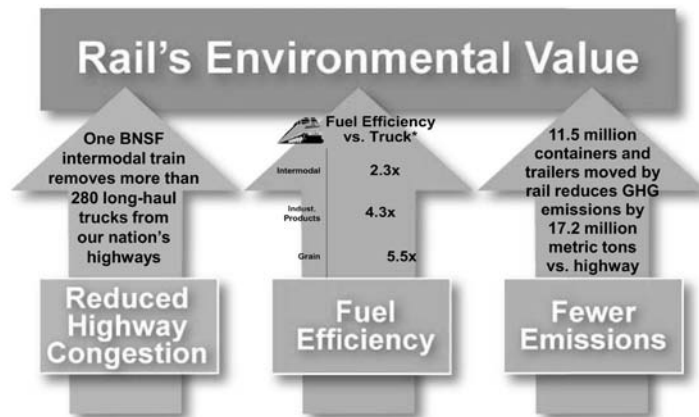 Rail's Environmental Value
One BNSF
intermodal train
removes more than
280 long-haul
trucks from
our nation's
highways
Reduced
Highway
Congestion
Fuel Efficiency
vs. Truck*
Intermodal 2.3x
Indust.
Products 4.3x
Grain 5.5x
Fuel
Efficiency
11.5 million
containers and
trailers moved by
rail reduces GHG
emissions by
17.2 million
metric tons
vs. highway
Fewer
Emissions